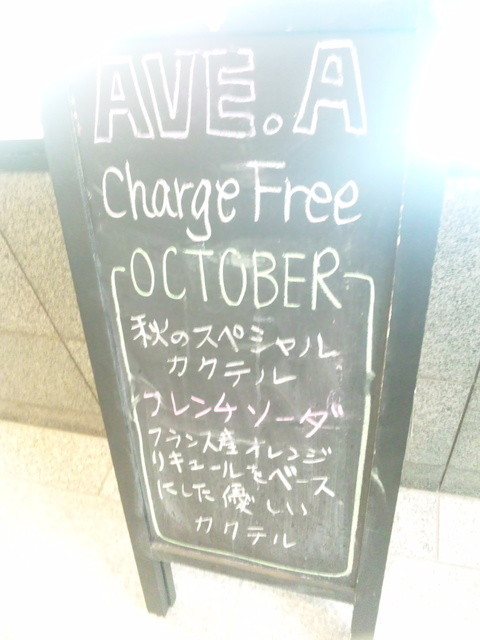 AVE.A
Charge Free
OCTOBER
秋のスペシャル
カクテル
フレンチソーダ
フランス産オレンジ
リキュールをベース
にした優しい
カクテル